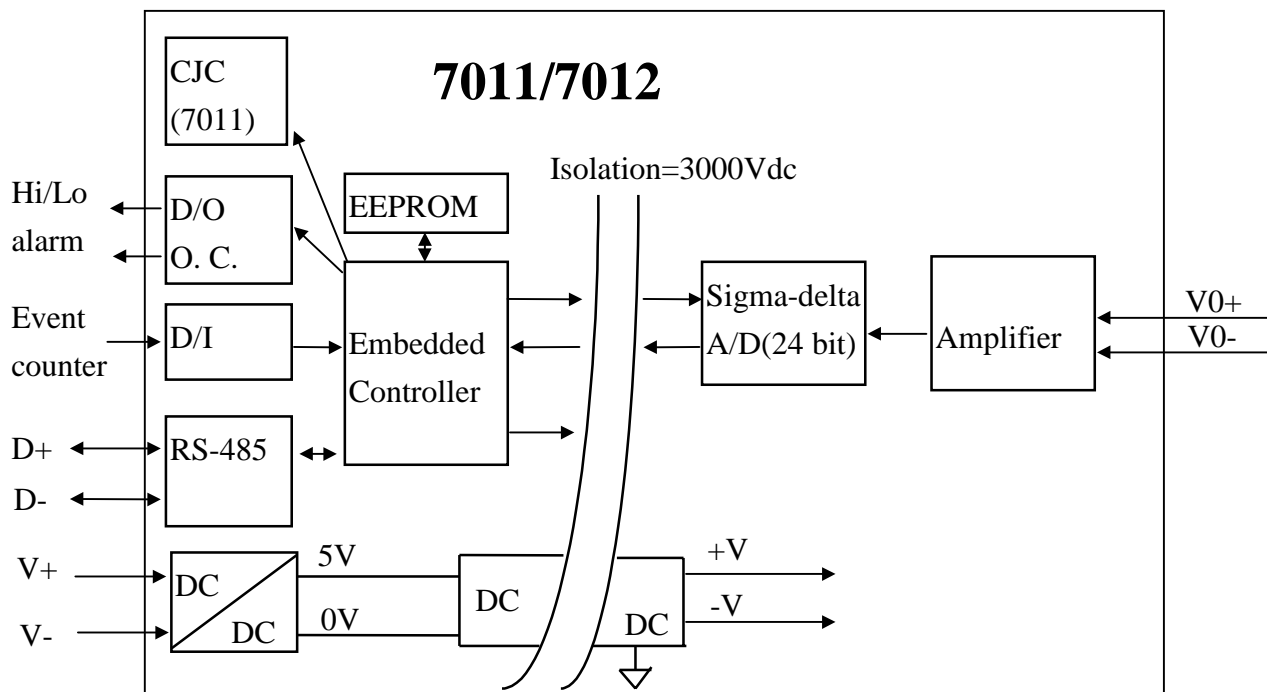 7011/7012
CJC
(7011)
Isolation=3000Vdc
Hi/Lo
alarm
D/O
O. C.
EEPROM
Event
counter
D/I
Embedded
Controller
Sigma-delta
A/D(24 bit)
Amplifier
V0+
V0-
D+
D-
RS-485
V+
V-
DC
DC
5V
0V
DC
DC
+V
-V